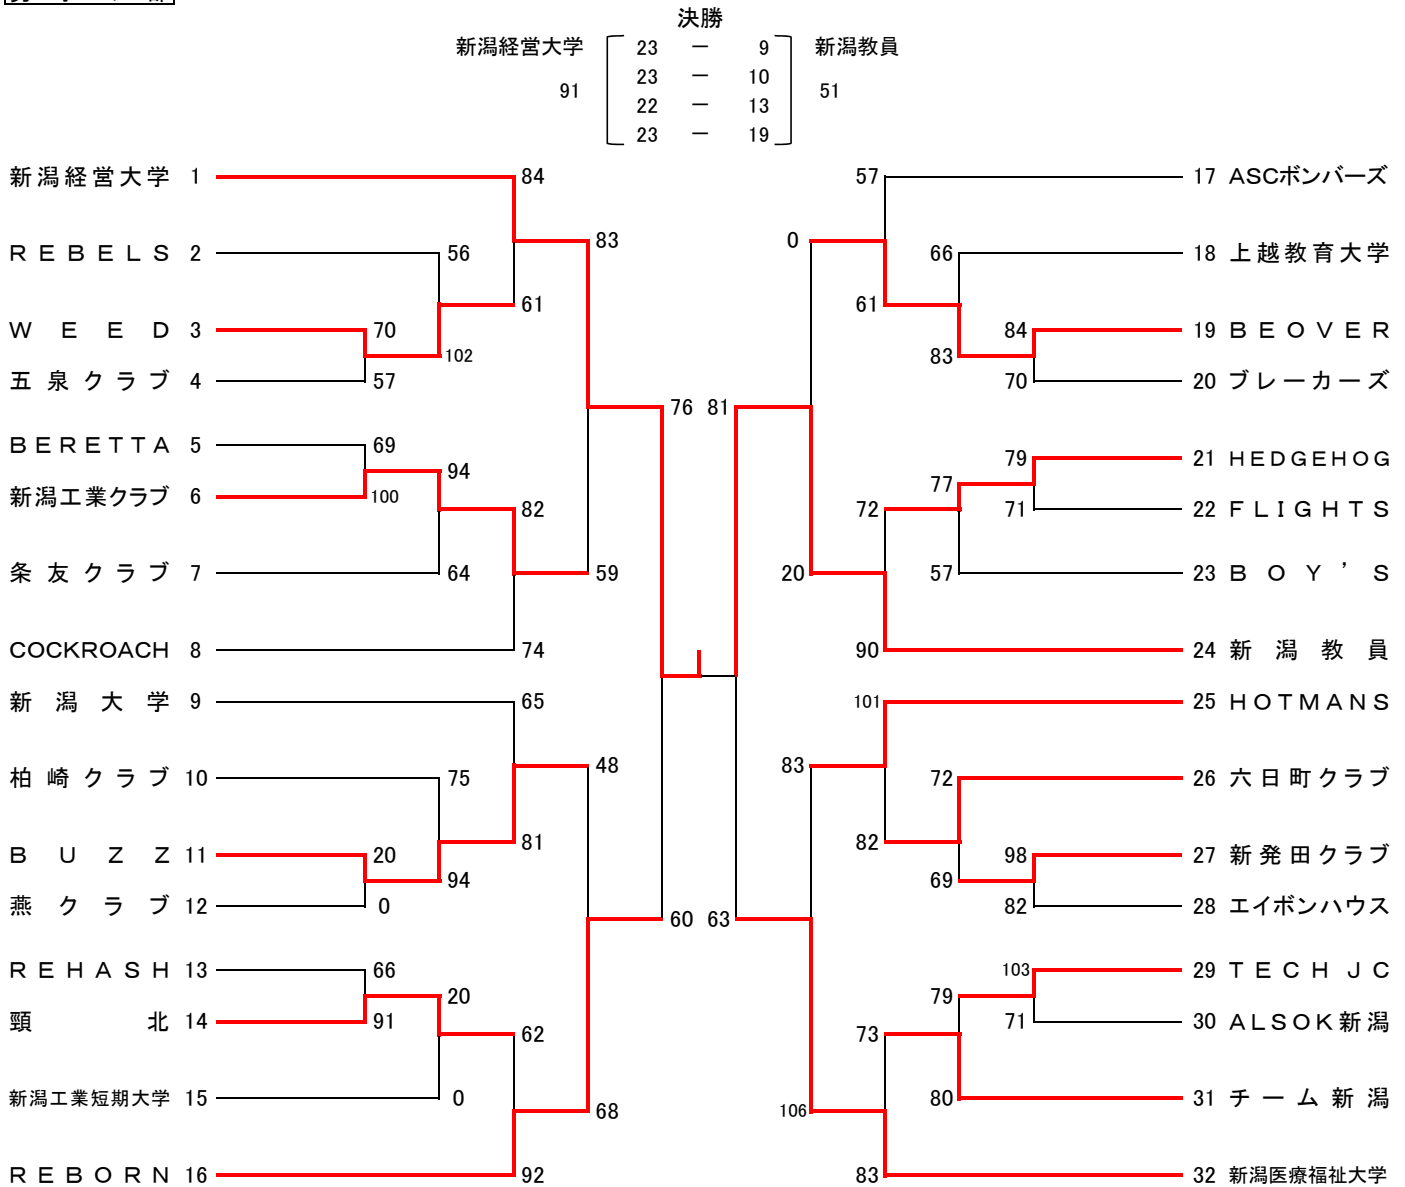 決勝
新潟経営大学 23 － 9 新潟教員
23 － 10
91 51
22 － 13
23 － 19
新潟経営大学 1 84 57 17 ASCボンバーズ
83 0
REBELS 2 56 66 18 上越教育大学
61 61
WEED 3 70 84 19 BEOVER
102 83
五泉クラブ 4 57 70 20 ブレーカーズ
76 81
BERETTA 5 69 79 21 HEDGEHOG
94 77
新潟工業クラブ 6 100 82 72 71 22 FLIGHTS
条友クラブ 7 64 59 20 57 23 BOY'S
COCKROACH 8 74 90 24 新潟教員
新潟大学 9 65 101 25 HOTMANS
48 83
柏崎クラブ 10 75 72 26 六日町クラブ
81 82
BUZZ 11 20 98 27 新発田クラブ
94 69
燕クラブ 12 0 82 28 エイボンハウス
60 63
REHASH 13 66 103 29 TECH JC
20 79
頸北 14 91 71 30 ALSOK新潟
62 73
新潟工業短期大学 15 0 80 31 チーム新潟
68 106
REBORN 16 92 83 32 新潟医療福祉大学